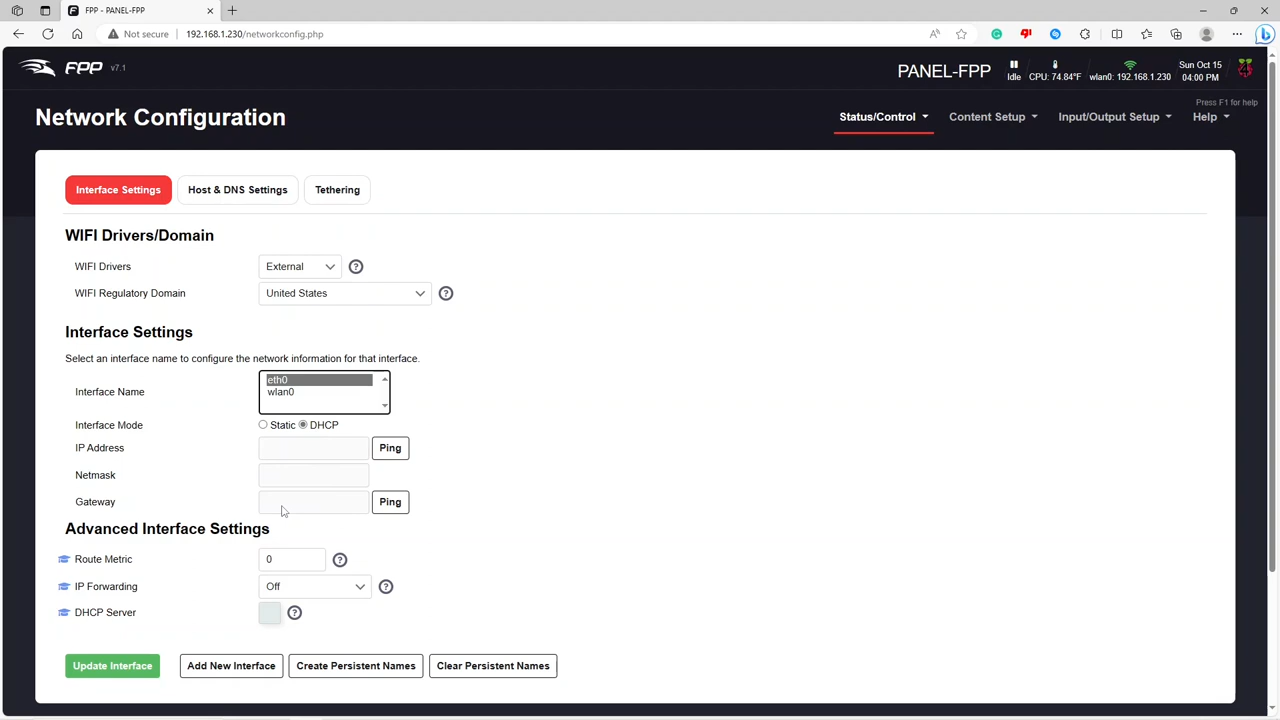 FPP - PANEL-FPP
Not secure 192.168.1.230/networkconfig.php
FPP v7.1
PANEL-FPP
Idle
CPU: 74.84°F
wlan0: 192.168.1.230
Sun Oct 15
04:00 PM
Press F1 for help
Network Configuration
Status/Control
Content Setup
Input/Output Setup
Help
Interface Settings
Host & DNS Settings
Tethering
WIFI Drivers/Domain
WIFI Drivers External
WIFI Regulatory Domain United States
Interface Settings
Select an interface name to configure the network information for that interface.
Interface Name
eth0
wlan0
Interface Mode Static DHCP
IP Address Ping
Netmask
Gateway Ping
Advanced Interface Settings
Route Metric 0
IP Forwarding Off
DHCP Server
Update Interface
Add New Interface
Create Persistent Names
Clear Persistent Names